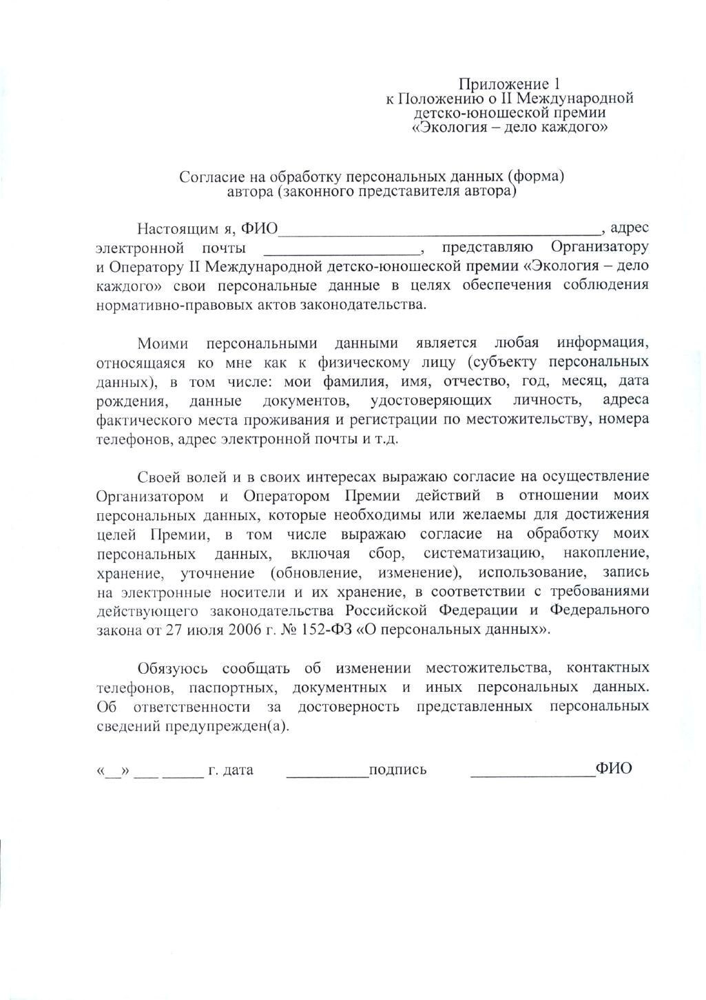 Приложение 1
к Положению о II Международной
детско-юношеской премии
«Экология – дело каждого»
Согласие на обработку персональных данных (форма)
автора (законного представителя автора)
Настоящим я, ФИО_______________________________________, адрес
электронной почты ___________________, представляю Организатору
и Оператору II Международной детско-юношеской премии «Экология – дело
каждого» свои персональные данные в целях обеспечения соблюдения
нормативно-правовых актов законодательства.
Моими персональными данными является любая информация,
относящаяся ко мне как к физическому лицу (субъекту персональных
данных), в том числе: мои фамилия, имя, отчество, год, месяц, дата
рождения, данные документов, удостоверяющих личность, адреса
фактического места проживания и регистрации по местожительству, номера
телефонов, адрес электронной почты и т.д.
Своей волей и в своих интересах выражаю согласие на осуществление
Организатором и Оператором Премии действий в отношении моих
персональных данных, которые необходимы или желаемы для достижения
целей Премии, в том числе выражаю согласие на обработку моих
персональных данных, включая сбор, систематизацию, накопление,
хранение, уточнение (обновление, изменение), использование, запись
на электронные носители и их хранение, в соответствии с требованиями
действующего законодательства Российской Федерации и Федерального
закона от 27 июля 2006 г. № 152-ФЗ «О персональных данных».
Обязуюсь сообщать об изменении местожительства, контактных
телефонов, паспортных, документных и иных персональных данных.
Об ответственности за достоверность представленных персональных
сведений предупрежден(а).
«__» ___ _____ г. дата __________подпись _______________ФИО